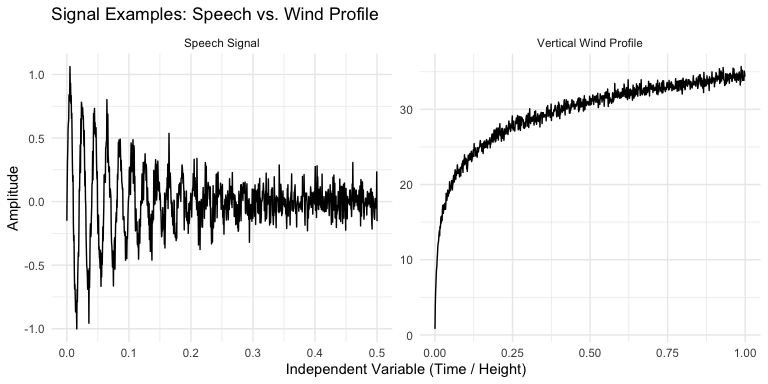 Signal Examples: Speech vs. Wind Profile
Speech Signal
Vertical Wind Profile
Amplitude
1.0
0.5
0.0
-0.5
-1.0
30
20
10
0
0.0 0.1 0.2 0.3 0.4 0.5
0.00 0.25 0.50 0.75 1.00
Independent Variable (Time / Height)